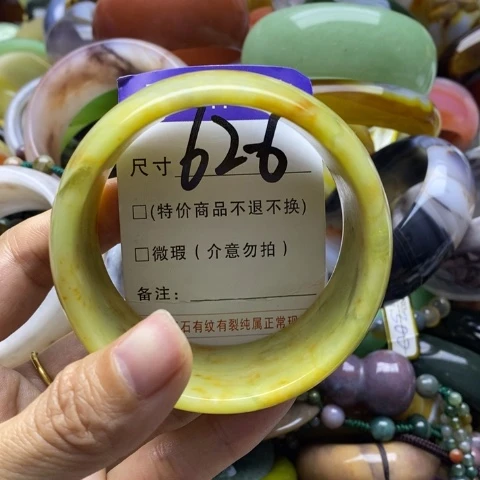 尺寸 626
□(特价商品不退不换)
□微瑕(介意勿拍)
备注:
石有纹有裂纯属正常现